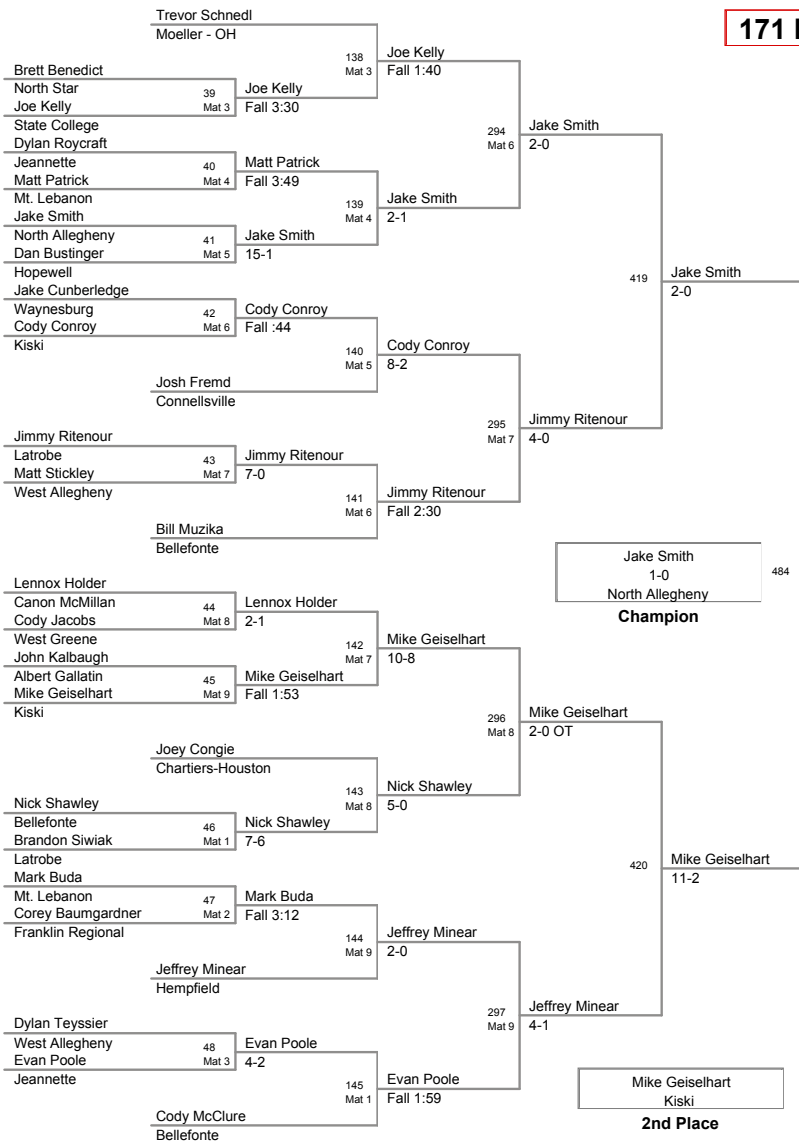 Trevor Schnedl
Moeller - OH
171 
138
Mat 3
Joe Kelly
Fall 1:40
Brett Benedict
North Star
Joe Kelly
State College
39
Mat 3
Joe Kelly
Fall 3:30
294
Mat 6
Jake Smith
2-0
Dylan Roycraft
Jeannette
Matt Patrick
Mt. Lebanon
40
Mat 4
Matt Patrick
Fall 3:49
139
Mat 4
Jake Smith
2-1
Jake Smith
North Allegheny
Dan Bustinger
Hopewell
41
Mat 5
Jake Smith
15-1
419
Jake Smith
2-0
Jake Cunberledge
Waynesburg
Cody Conroy
Kiski
42
Mat 6
Cody Conroy
Fall :44
140
Mat 5
Cody Conroy
8-2
Josh Fremd
Connellsville
295
Mat 7
Jimmy Ritenour
4-0
Jimmy Ritenour
Latrobe
Matt Stickley
West Allegheny
43
Mat 7
Jimmy Ritenour
7-0
141
Mat 6
Jimmy Ritenour
Fall 2:30
Bill Muzika
Bellefonte
Jake Smith
1-0
North Allegheny
484
Champion
Lennox Holder
Canon McMillan
Cody Jacobs
West Greene
44
Mat 8
Lennox Holder
2-1
142
Mat 7
Mike Geiselhart
10-8
John Kalbaugh
Albert Gallatin
Mike Geiselhart
Kiski
45
Mat 9
Mike Geiselhart
Fall 1:53
296
Mat 8
Mike Geiselhart
2-0 OT
Joey Congie
Chartiers-Houston
143
Mat 8
Nick Shawley
5-0
Nick Shawley
Bellefonte
Brandon Siwiak
Latrobe
46
Mat 1
Nick Shawley
7-6
420
Mike Geiselhart
11-2
Mark Buda
Mt. Lebanon
Corey Baumgardner
Franklin Regional
47
Mat 2
Mark Buda
Fall 3:12
144
Mat 9
Jeffrey Minear
2-0
Jeffrey Minear
Hempfield
297
Mat 9
Jeffrey Minear
4-1
Dylan Teyssier
West Allegheny
Evan Poole
Jeannette
48
Mat 3
Evan Poole
4-2
145
Mat 1
Evan Poole
Fall 1:59
Cody McClure
Bellefonte
Mike Geiselhart
Kiski
2nd Place